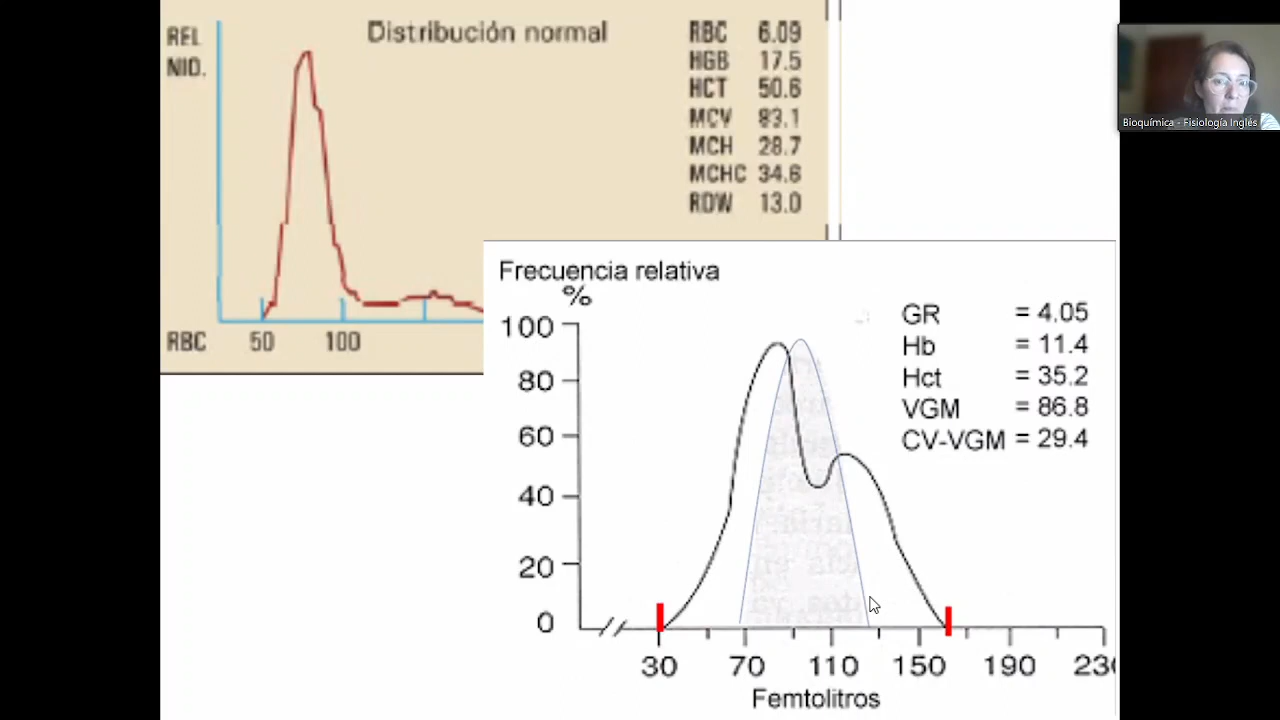 REL
NIO.
Distribución normal
RBC 6.09
HGB 17.5
HCT 50.6
MCV 83.1
MCH 28.7
MCHC 34.6
RDW 13.0
RBC 50 100
Bioquímica - Fisiología Inglés
Frecuencia relativa
%
100
80
60
40
20
0
GR = 4.05
Hb = 11.4
Hct = 35.2
VGM = 86.8
CV-VGM = 29.4
30 70 110 150 190 230
Femtolitros